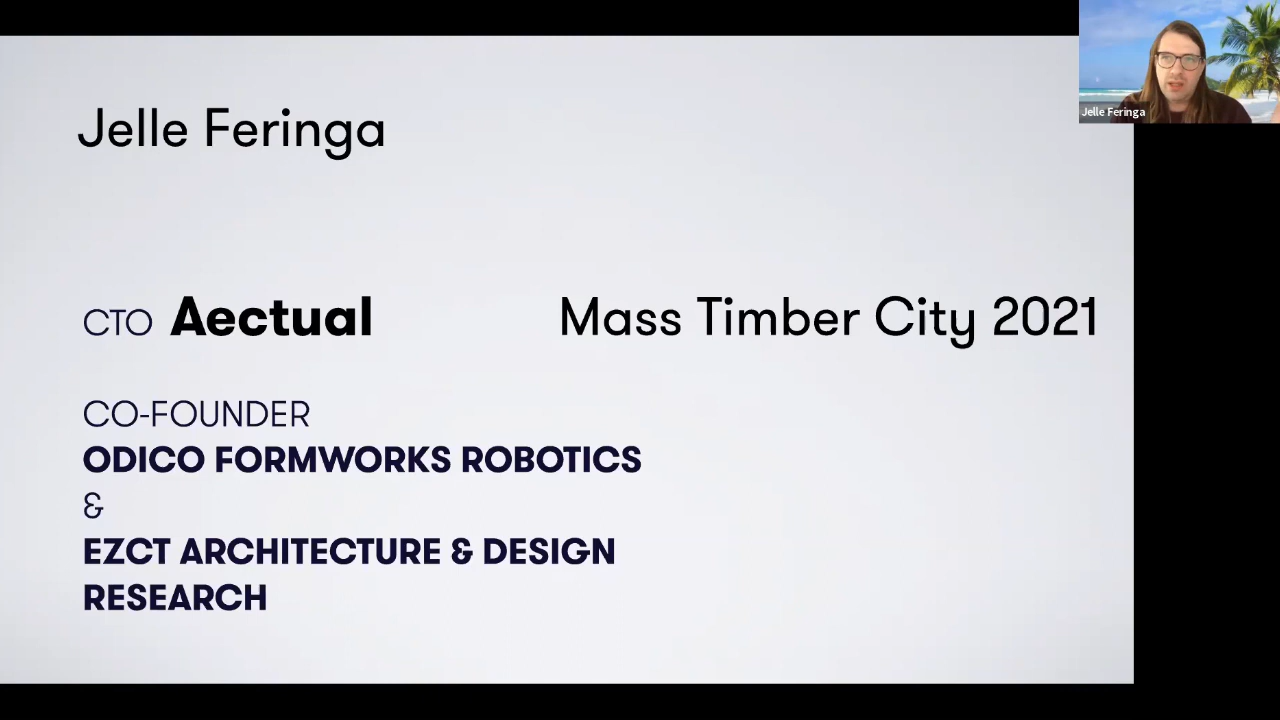 Jelle Feringa
Jelle Feringa
CTO Aectual
Mass Timber City 2021
CO-FOUNDER
ODICO FORMWORKS ROBOTICS
&
EZCT ARCHITECTURE & DESIGN
RESEARCH